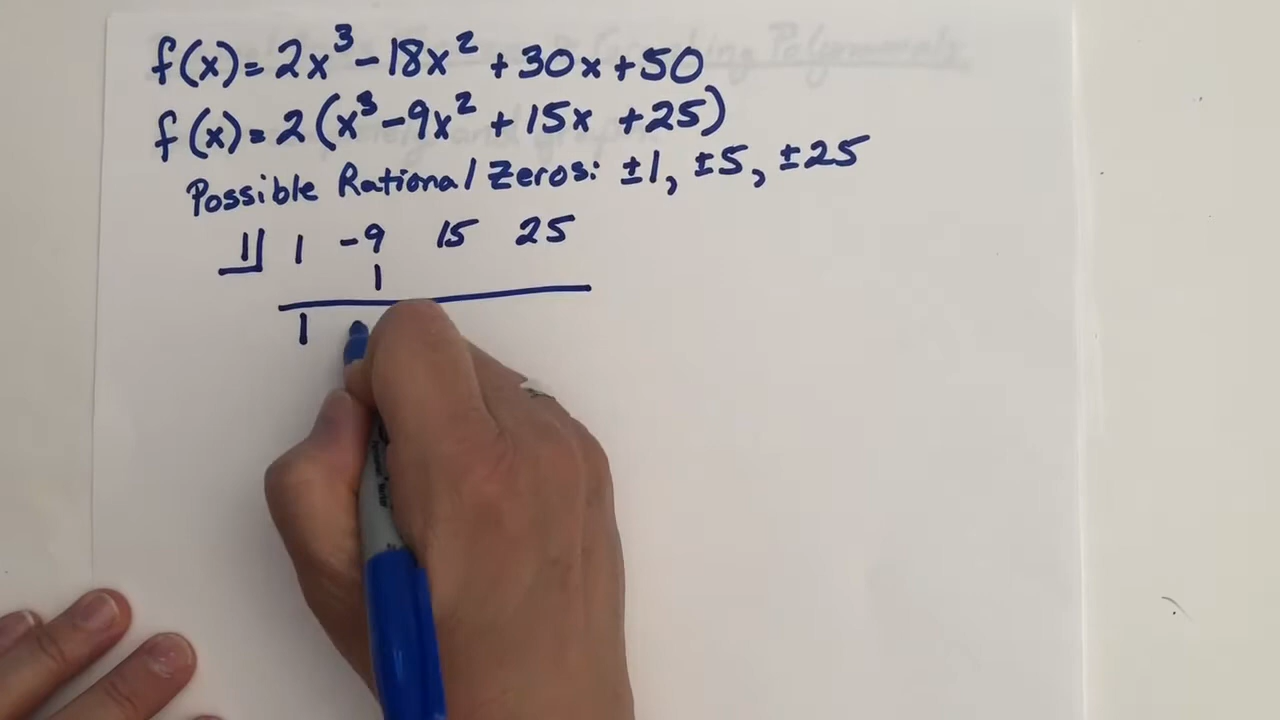 f(x)= 2x³ -18x² +30x +50
f(x)= 2(x³ -9x² +15x +25)
Possible Rational Zeros: ±1, ±5, ±25
1| 1 -9 15 25
1
1